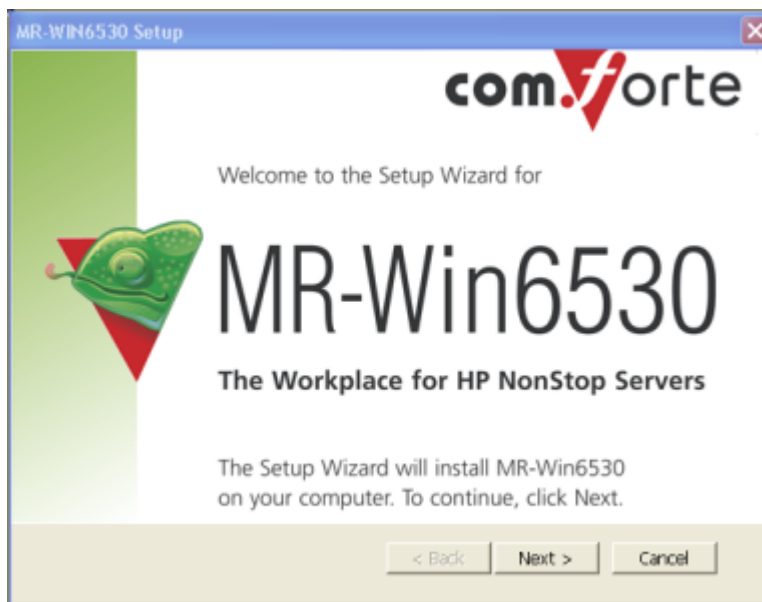 MR-WIN6530 Setup
com.forte
Welcome to the Setup Wizard for
MR-Win6530
The Workplace for HP NonStop Servers
The Setup Wizard will install MR-Win6530
on your computer. To continue, click Next.
< Back Next > Cancel